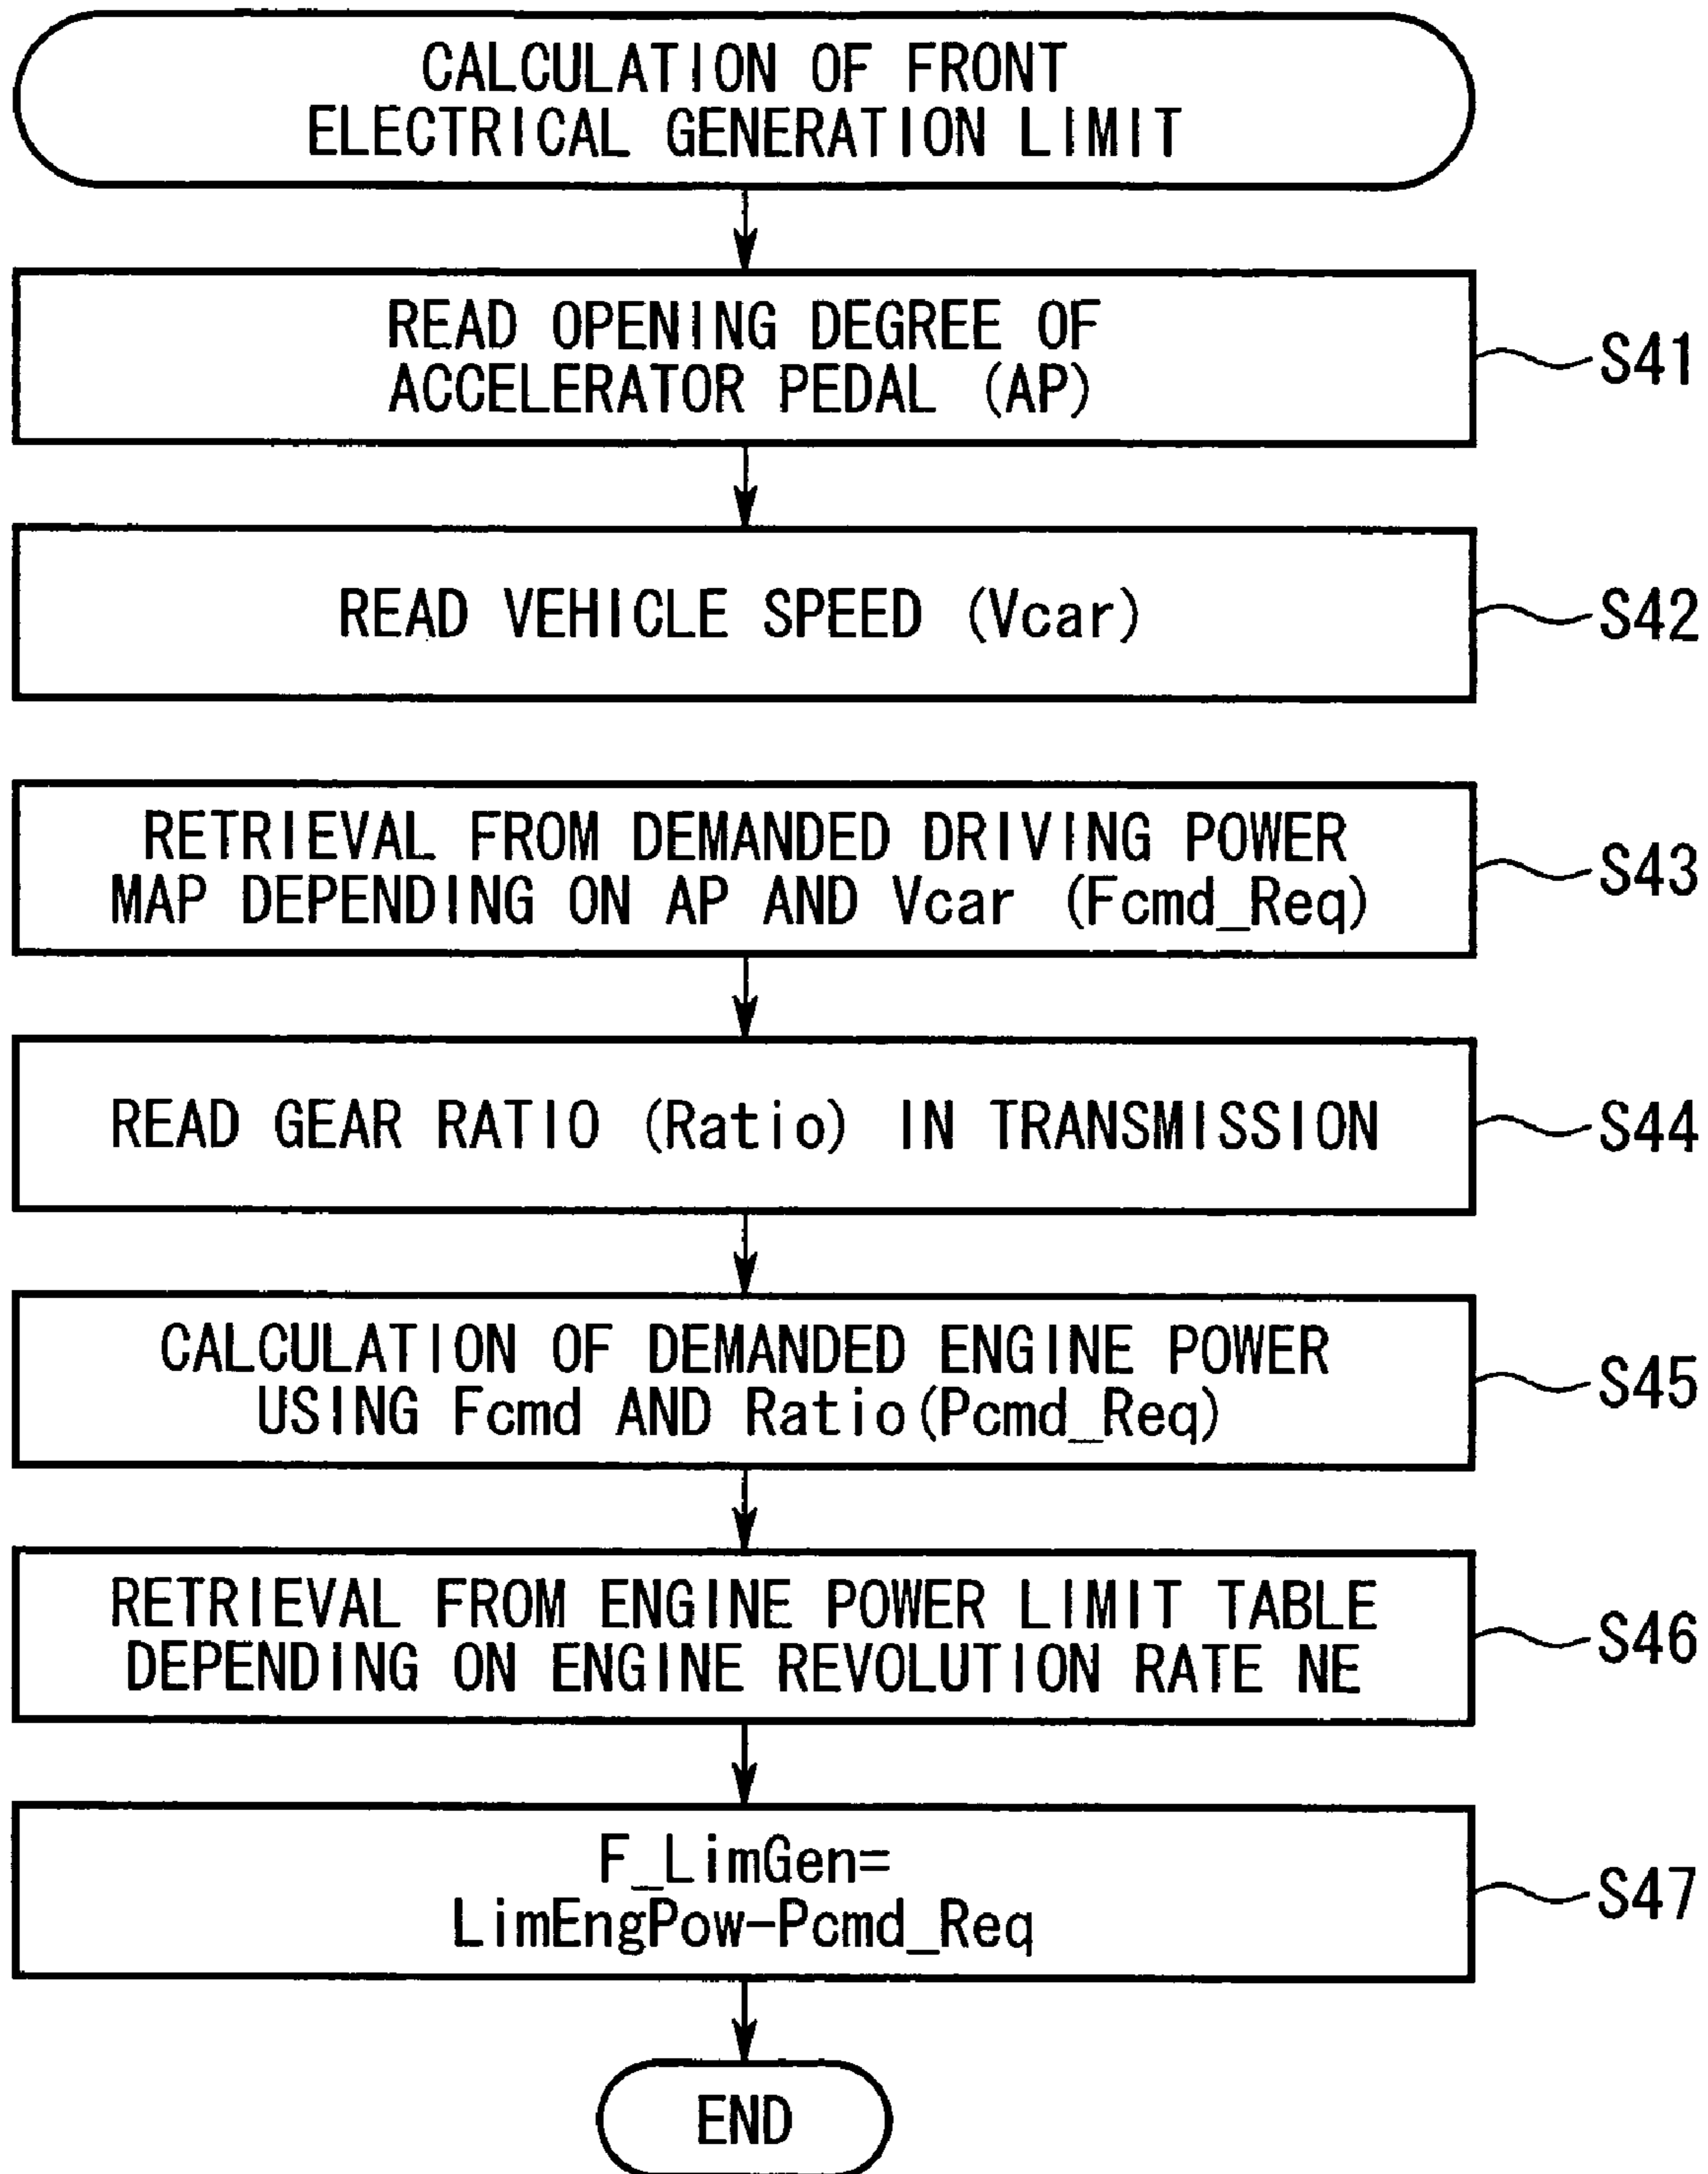 CALCULATION OF FRONT
ELECTRICAL GENERATION LIMIT
READ OPENING DEGREE OF
ACCELERATOR PEDAL (AP)
S41
READ VEHICLE SPEED (Vcar)
S42
RETRIEVAL FROM DEMANDED DRIVING POWER
MAP DEPENDING ON AP AND Vcar (Fcmd_Req)
S43
READ GEAR RATIO (Ratio) IN TRANSMISSION
S44
CALCULATION OF DEMANDED ENGINE POWER
USING Fcmd AND Ratio(Pcmd_Req)
S45
RETRIEVAL FROM ENGINE POWER LIMIT TABLE
DEPENDING ON ENGINE REVOLUTION RATE NE
S46
F_LimGen=
LimEngPow-Pcmd_Req
S47
END